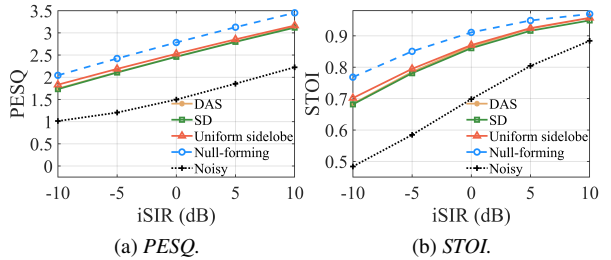 3.5
3
2.5
2
1.5
1
0.5
0
PESQ
-10 -5 0 5 10
iSIR (dB)
DAS
SD
Uniform sidelobe
Null-forming
Noisy
(a) PESQ.
0.9
0.8
0.7
0.6
0.5
STOI
-10 -5 0 5 10
iSIR (dB)
DAS
SD
Uniform sidelobe
Null-forming
Noisy
(b) STOI.